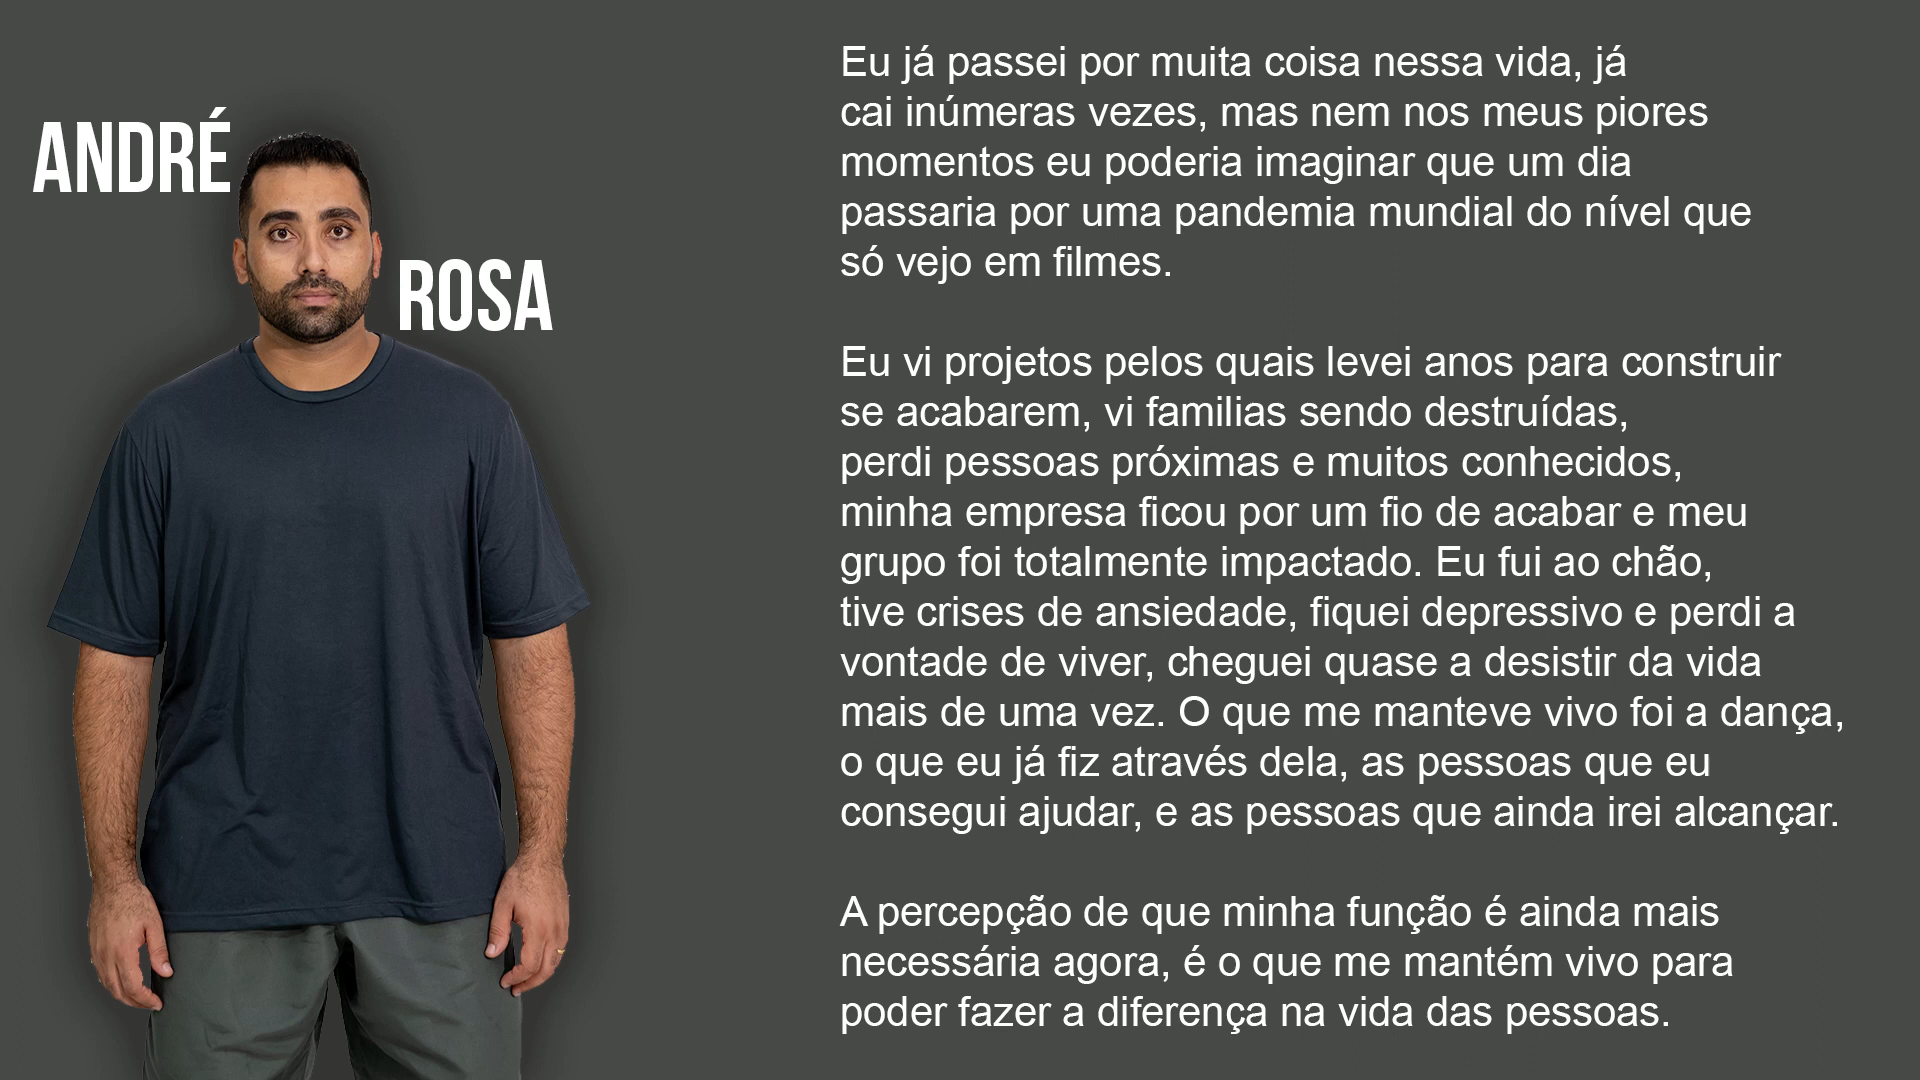 ANDRÉ
ROSA
Eu já passei por muita coisa nessa vida, já
cai inúmeras vezes, mas nem nos meus piores
momentos eu poderia imaginar que um dia
passaria por uma pandemia mundial do nível que
só vejo em filmes.
Eu vi projetos pelos quais levei anos para construir
se acabarem, vi familias sendo destruídas,
perdi pessoas próximas e muitos conhecidos,
minha empresa ficou por um fio de acabar e meu
grupo foi totalmente impactado. Eu fui ao chão,
tive crises de ansiedade, fiquei depressivo e perdi a
vontade de viver, cheguei quase a desistir da vida
mais de uma vez. O que me manteve vivo foi a dança,
o que eu já fiz através dela, as pessoas que eu
consegui ajudar, e as pessoas que ainda irei alcançar.
A percepção de que minha função é ainda mais
necessária agora, é o que me mantém vivo para
poder fazer a diferença na vida das pessoas.